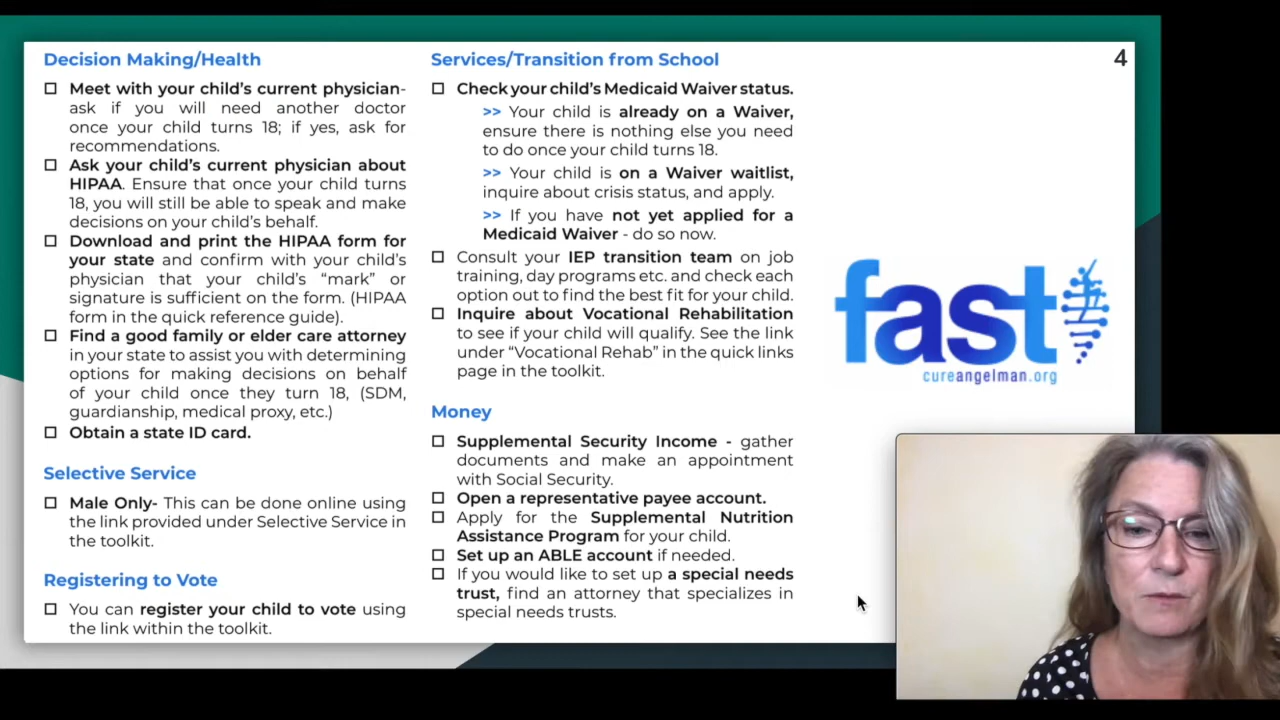 Decision Making/Health
☐ Meet with your child's current physician-
ask if you will need another doctor
once your child turns 18; if yes, ask for
recommendations.
☐ Ask your child's current physician about
HIPAA. Ensure that once your child turns
18, you will still be able to speak and make
decisions on your child's behalf.
☐ Download and print the HIPAA form for
your state and confirm with your child's
physician that your child's “mark” or
signature is sufficient on the form. (HIPAA
form in the quick reference guide).
☐ Find a good family or elder care attorney
in your state to assist you with determining
options for making decisions on behalf
of your child once they turn 18, (SDM,
guardianship, medical proxy, etc.)
☐ Obtain a state ID card.
Selective Service
☐ Male Only- This can be done online using
the link provided under Selective Service in
the toolkit.
Registering to Vote
☐ You can register your child to vote using
the link within the toolkit.
Services/Transition from School
☐ Check your child's Medicaid Waiver status.
>> Your child is already on a Waiver,
ensure there is nothing else you need
to do once your child turns 18.
>> Your child is on a Waiver waitlist,
inquire about crisis status, and apply.
>> If you have not yet applied for a
Medicaid Waiver - do so now.
☐ Consult your IEP transition team on job
training, day programs etc. and check each
option out to find the best fit for your child.
☐ Inquire about Vocational Rehabilitation
to see if your child will qualify. See the link
under “Vocational Rehab” in the quick links
page in the toolkit.
Money
☐ Supplemental Security Income - gather
documents and make an appointment
with Social Security.
☐ Open a representative payee account.
☐ Apply for the Supplemental Nutrition
Assistance Program for your child.
☐ Set up an ABLE account if needed.
☐ If you would like to set up a special needs
trust, find an attorney that specializes in
special needs trusts.
4
fast
cureangelman.org